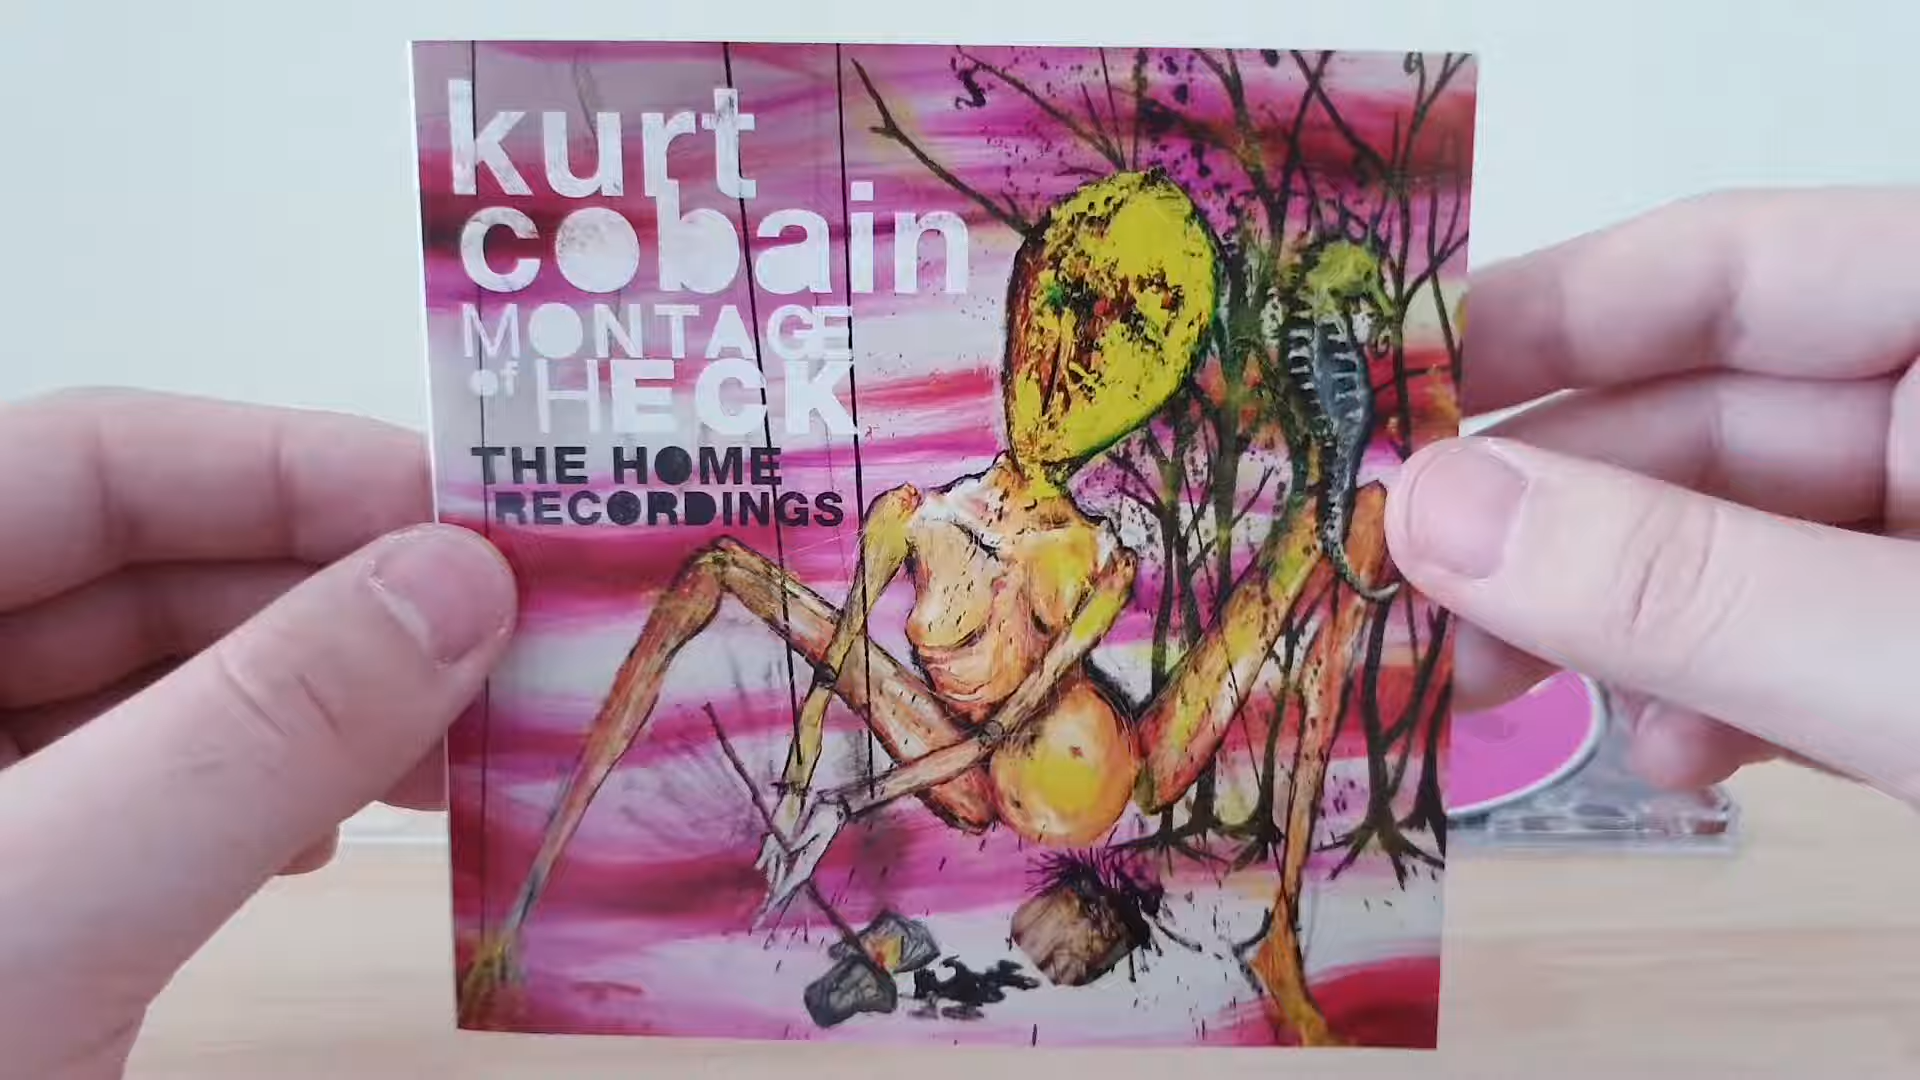 kurt
cobain
MONTAGE
of HECK
THE HOME
RECORDINGS